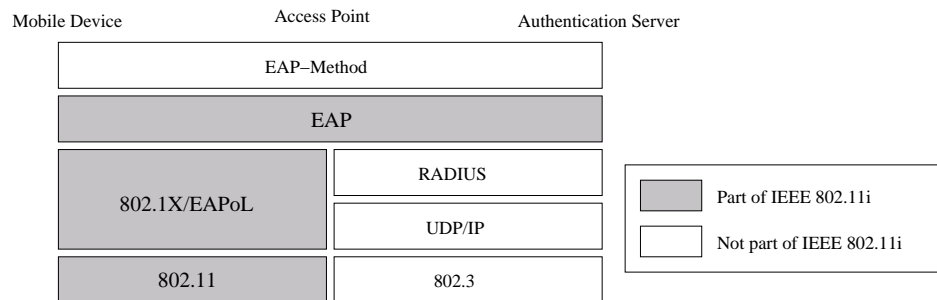 Mobile Device
Access Point
Authentication Server
EAP−Method
EAP
802.1X/EAPoL
RADIUS
UDP/IP
802.11
802.3
Part of IEEE 802.11i
Not part of IEEE 802.11i